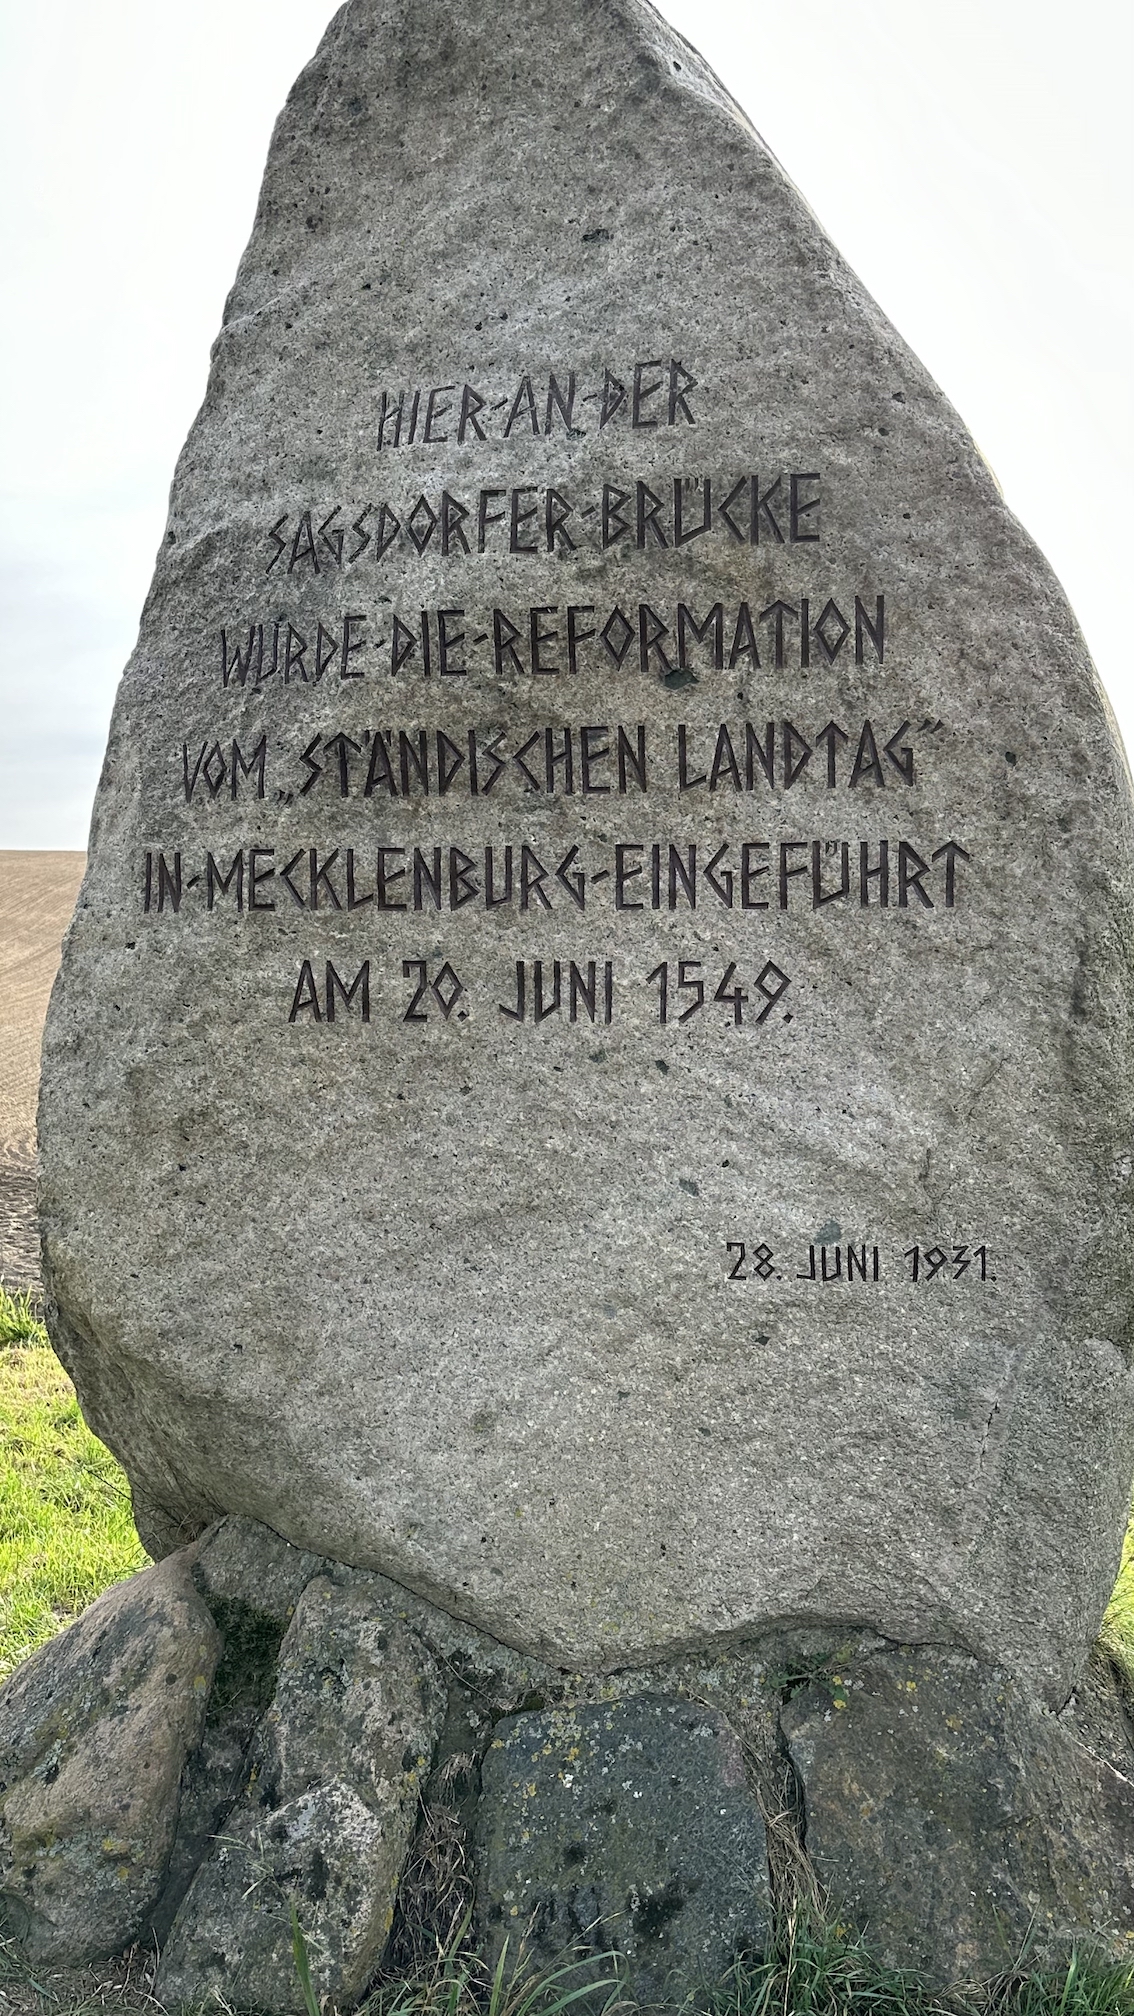 HIER-AN-DER
SAGSDORFER-BRÜCKE
WURDE-DIE-REFORMATION
VOM „STÄNDISCHEN LANDTAG”
IN-MECKLENBURG-EINGEFÜHRT
AM 20. JUNI 1549.
28. JUNI 1931.